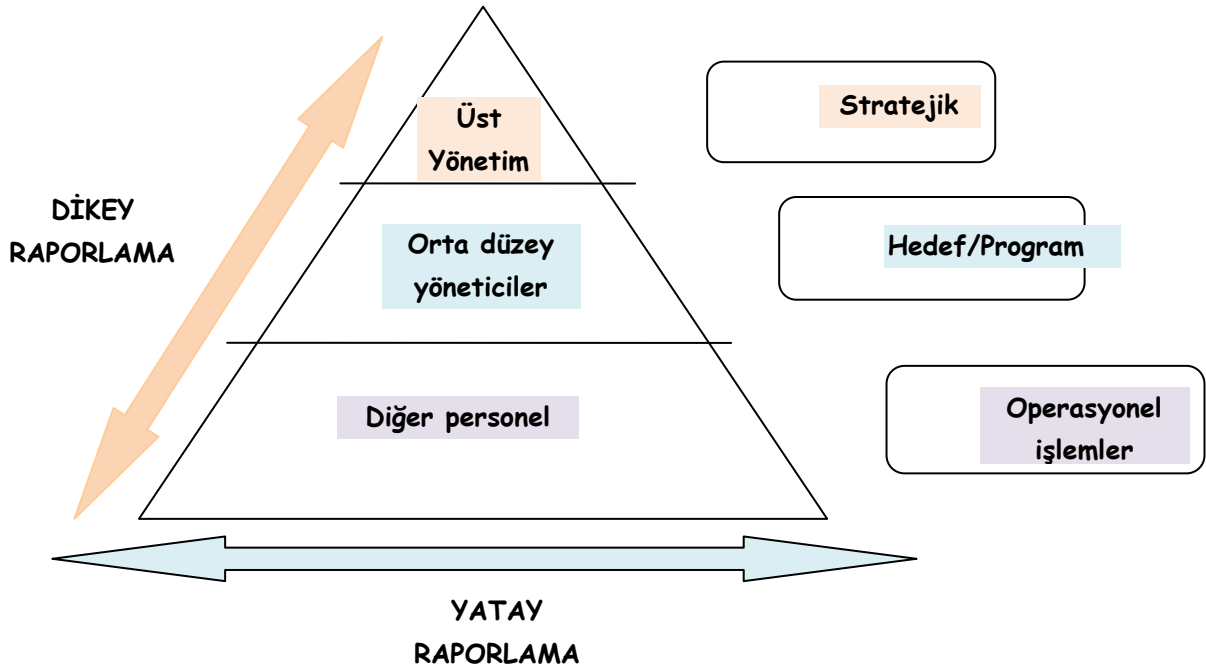 Üst
Yönetim
Stratejik
DİKEY
RAPORLAMA
Orta düzey
yöneticiler
Hedef/Program
Diğer personel
Operasyonel
işlemler
YATAY
RAPORLAMA